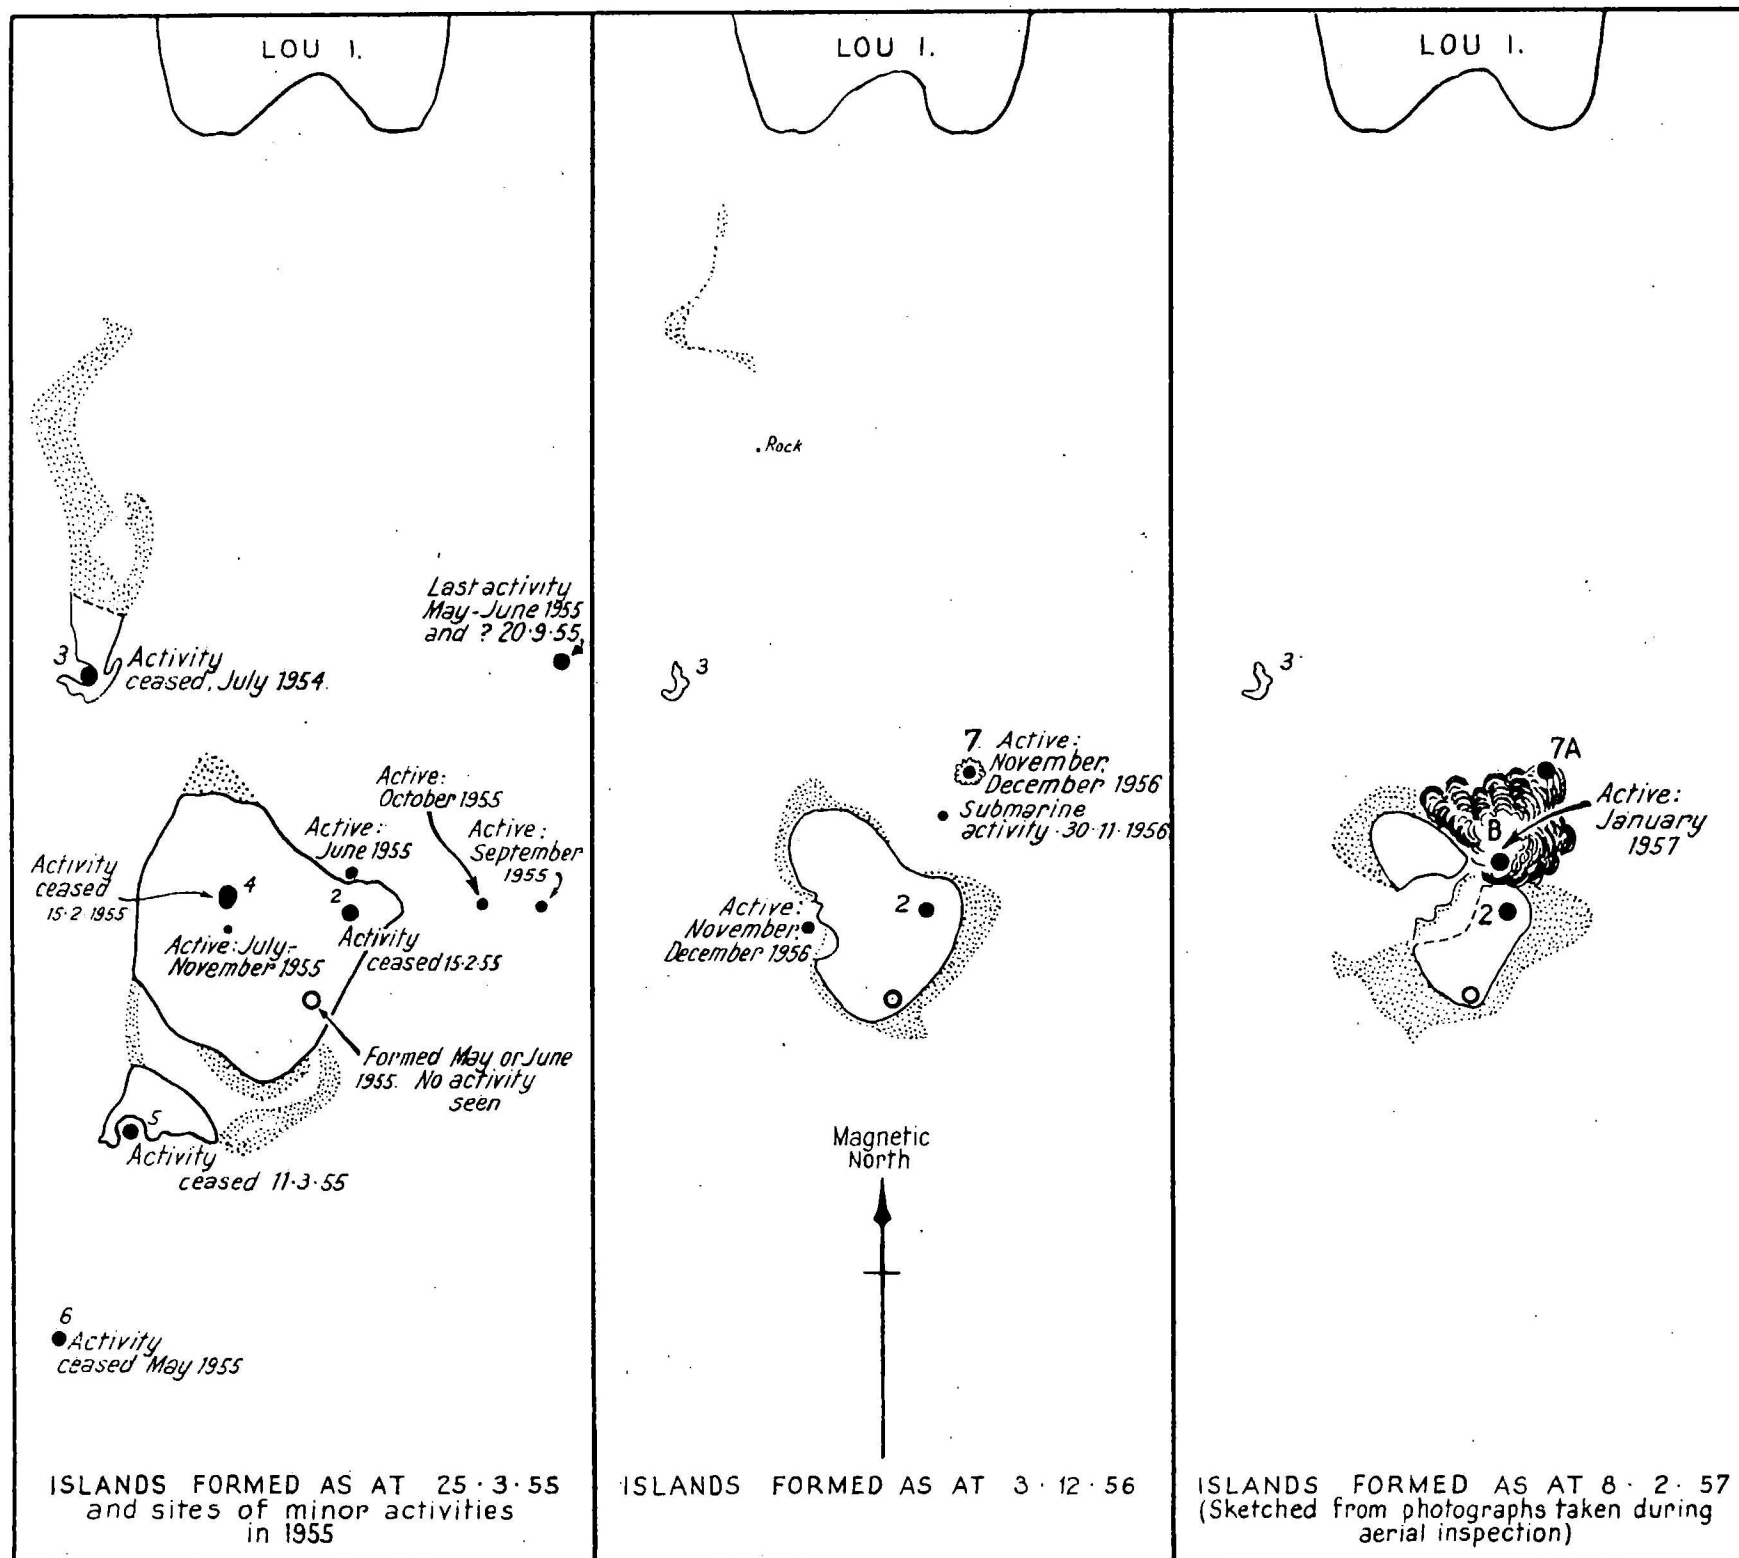 LOU I.
Last activity
May-June 1955
and ? 20·9·55
3
Activity
ceased, July 1954
Active:
October 1955
Active:
September
1955
Active:
June 1955
Activity
ceased
15·2·1955
4
2
Active: July-
November 1955
Activity
ceased 15·2·55
Formed May or June
1955. No activity
seen
5
Activity
ceased 11·3·55
6
Activity
ceased May 1955
ISLANDS FORMED AS AT 25·3·55
and sites of minor activities
in 1955
LOU I.
Rock
3
7. Active:
November,
December 1956
Submarine
activity 30·11·1956
2
Active:
November,
December 1956
Magnetic
North
ISLANDS FORMED AS AT 3·12·56
LOU I.
3
7A
Active:
January
1957
B
2
ISLANDS FORMED AS AT 8·2·57
(Sketched from photographs taken during
aerial inspection)